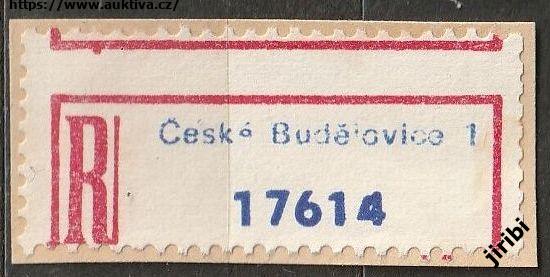 https://www.auktiva.cz/
České Budějovice 1
R
17614
jiribi